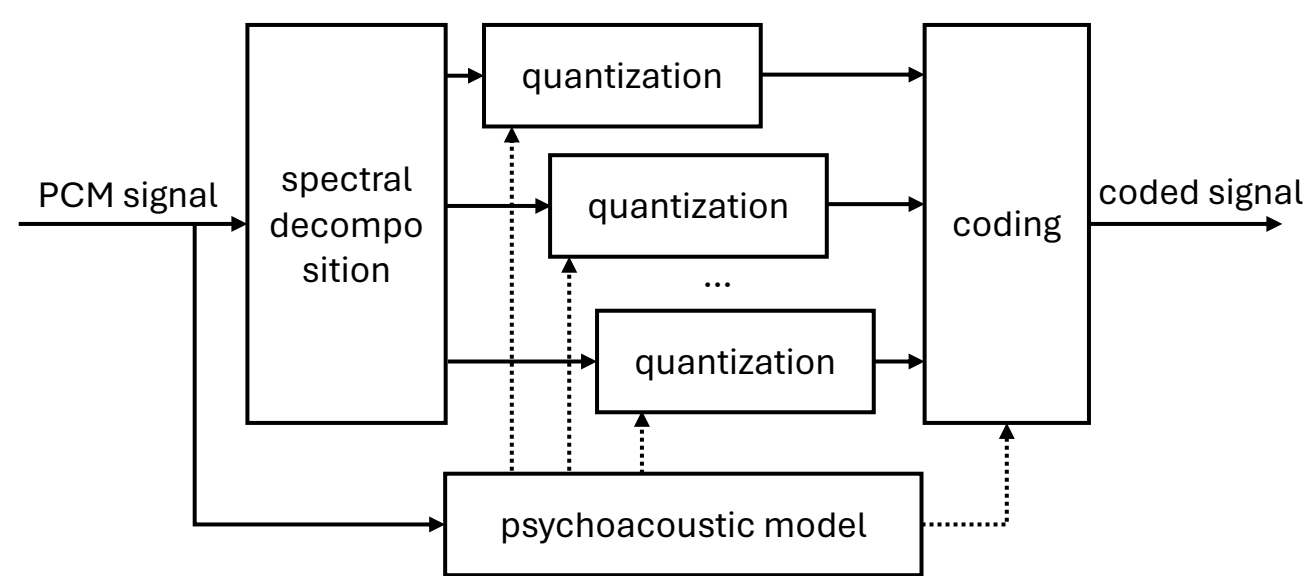 PCM signal
spectral
decompo
sition
quantization
quantization
...
quantization
coding
coded signal
psychoacoustic model